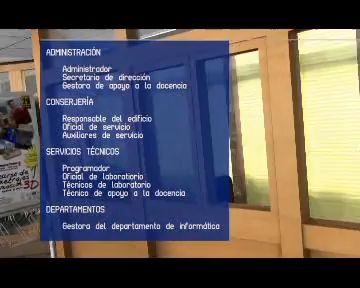 ADMINISTRACIÓN
Administrador
Secretario de dirección
Gestora de apoyo a la docencia
CONSERJERÍA
Responsable del edificio
Oficial de servicio
Auxiliares de servicio
SERVICIOS TÉCNICOS
Programador
Oficial de laboratorio
Técnicos de laboratorio
Técnico de apoyo a la docencia
DEPARTAMENTOS
Gestora del departamento de informática
3D